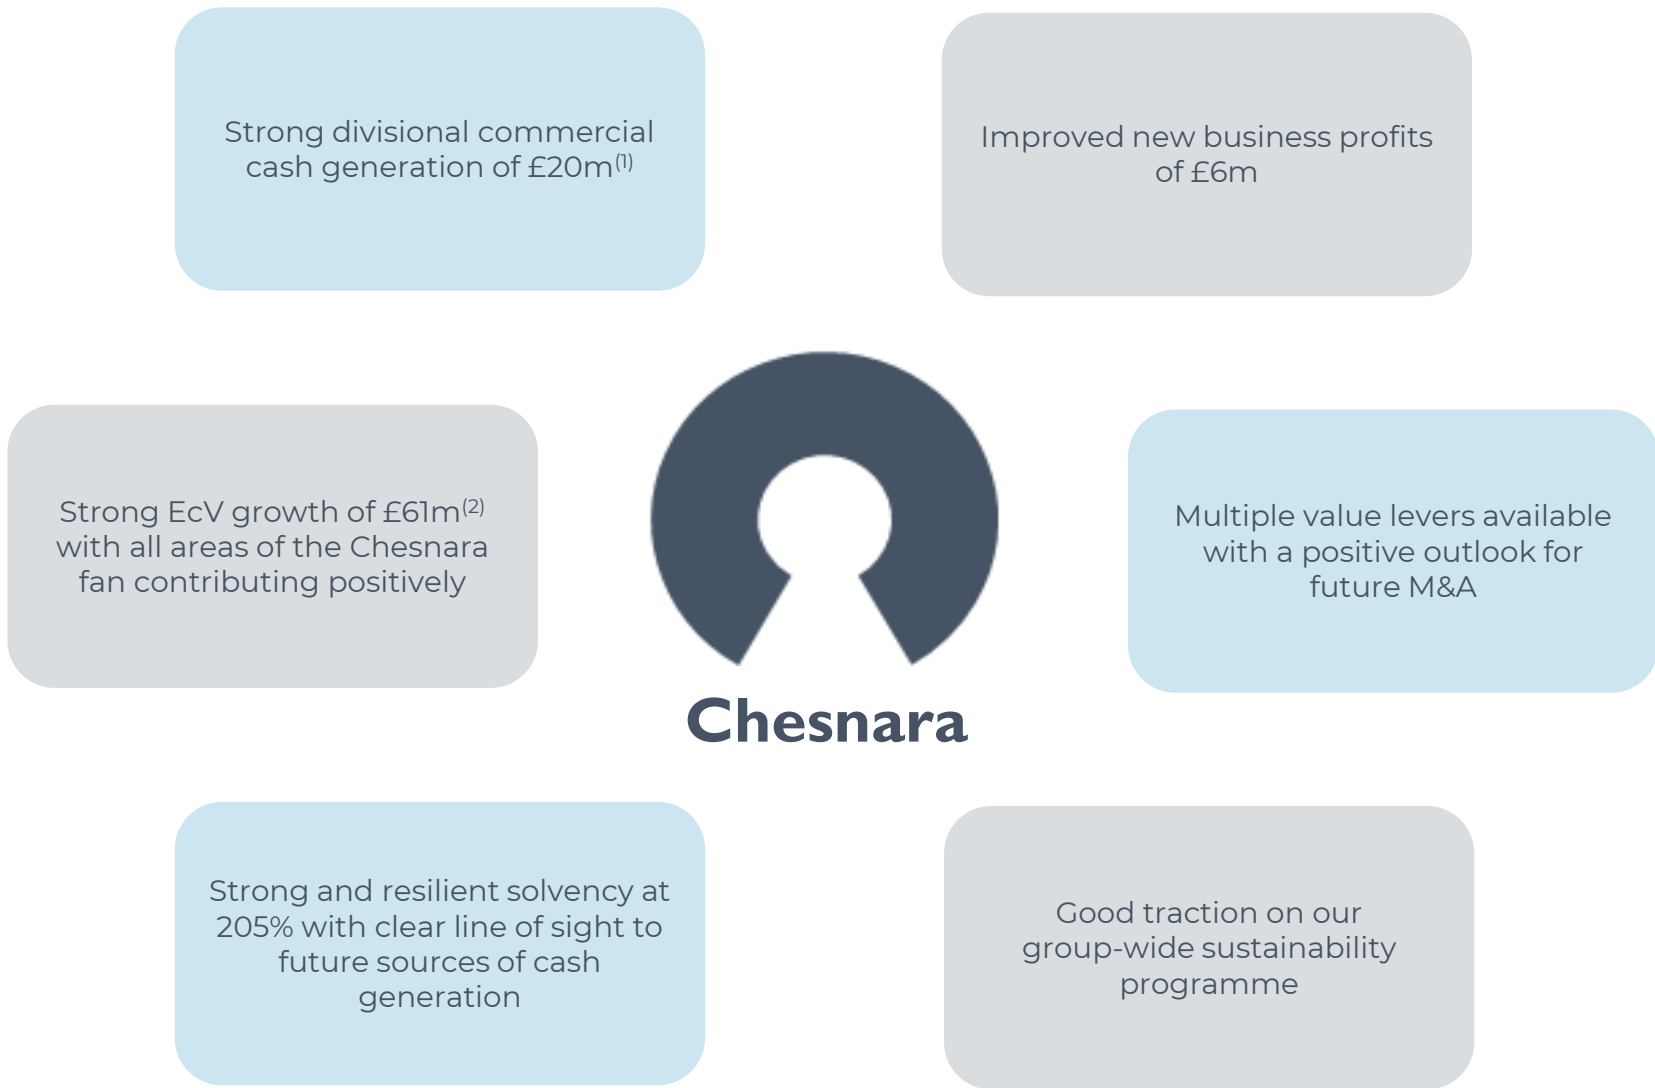 Strong divisional commercial
cash generation of £20m(1)
Improved new business profits
of £6m
Strong EcV growth of £61m(2)
with all areas of the Chesnara
fan contributing positively
Multiple value levers available
with a positive outlook for
future M&A
Chesnara
Strong and resilient solvency at
205% with clear line of sight to
future sources of cash
generation
Good traction on our
group-wide sustainability
programme